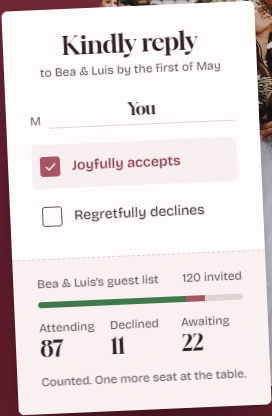 Kindly reply
to Bea & Luis by the first of May
M You
Joyfully accepts
Regretfully declines
Bea & Luis's guest list 120 invited
Attending Declined Awaiting
87 11 22
Counted. One more seat at the table.